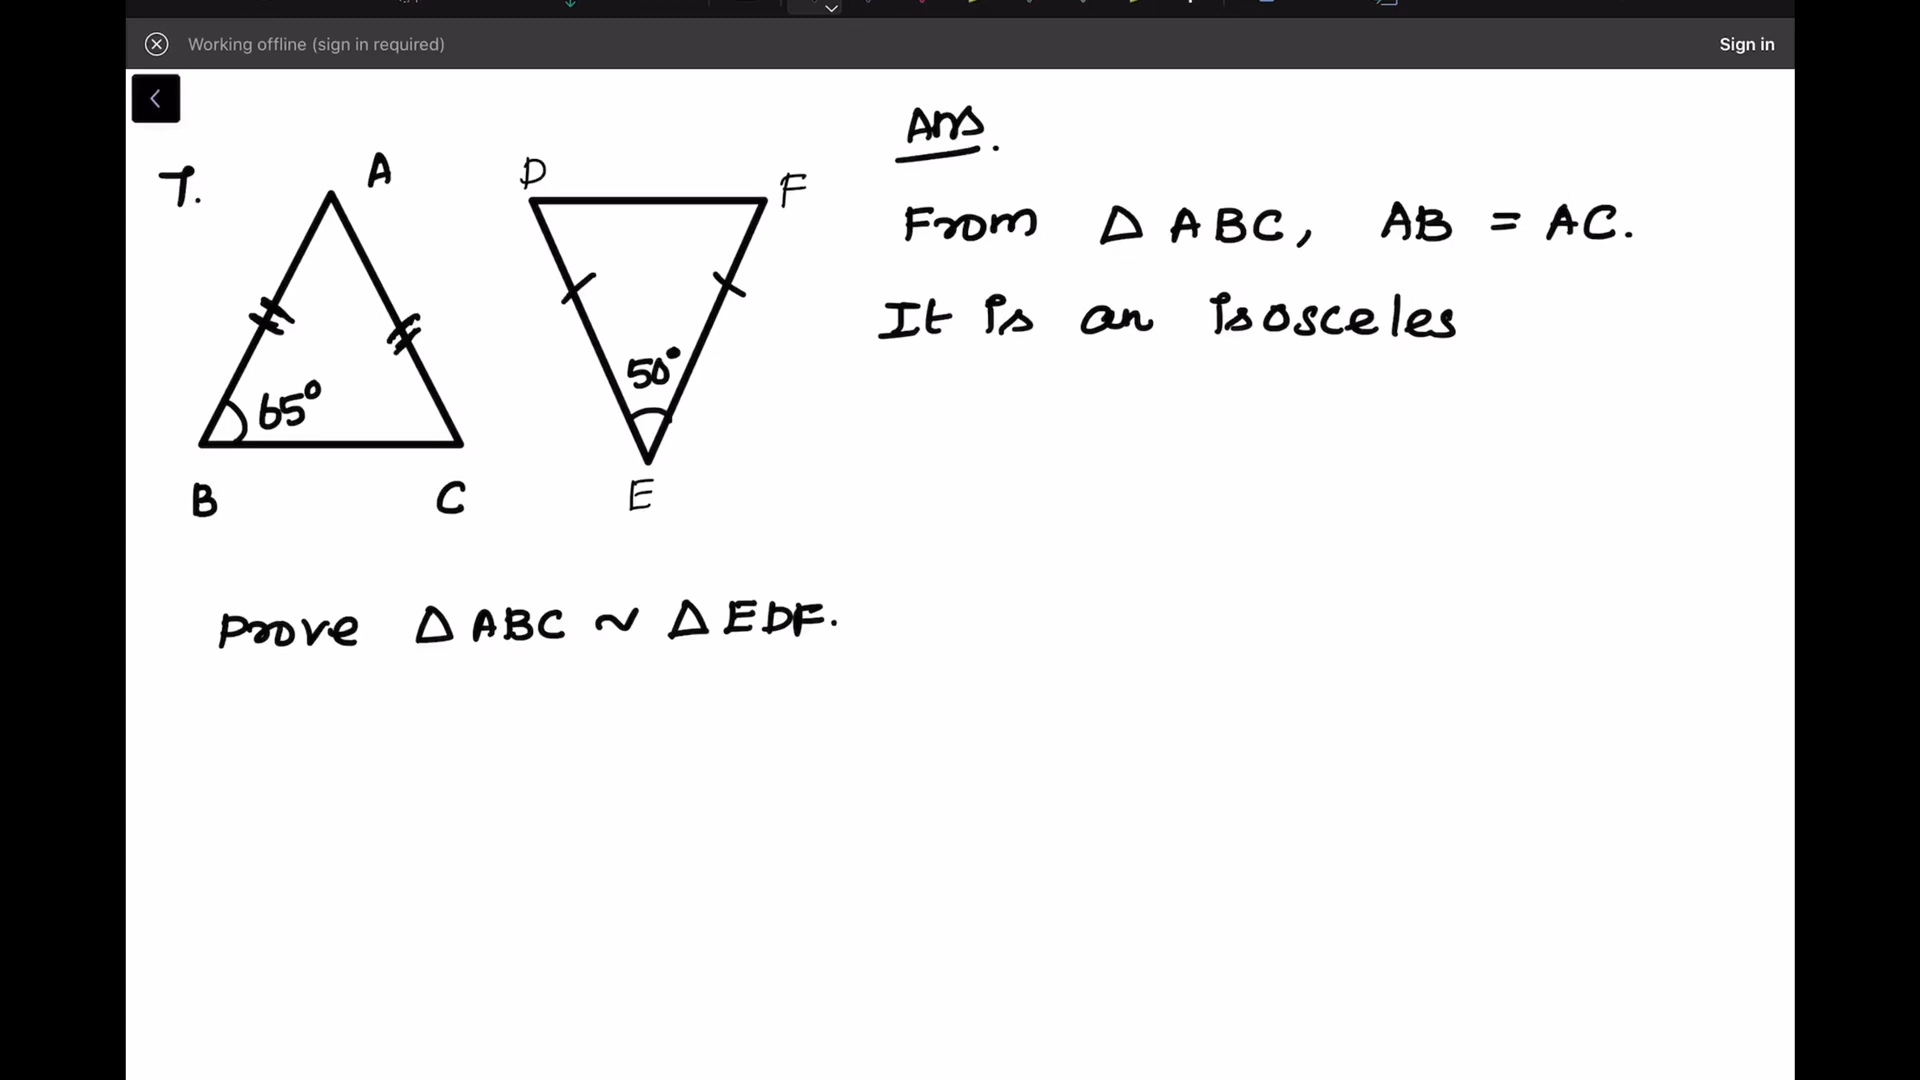 Working offline (sign in required)
Sign in
7.
A
D
F
65°
50°
B
C
E
Prove △ ABC ~ △ EDF.
Ans.
From △ ABC, AB = AC.
It is an isosceles